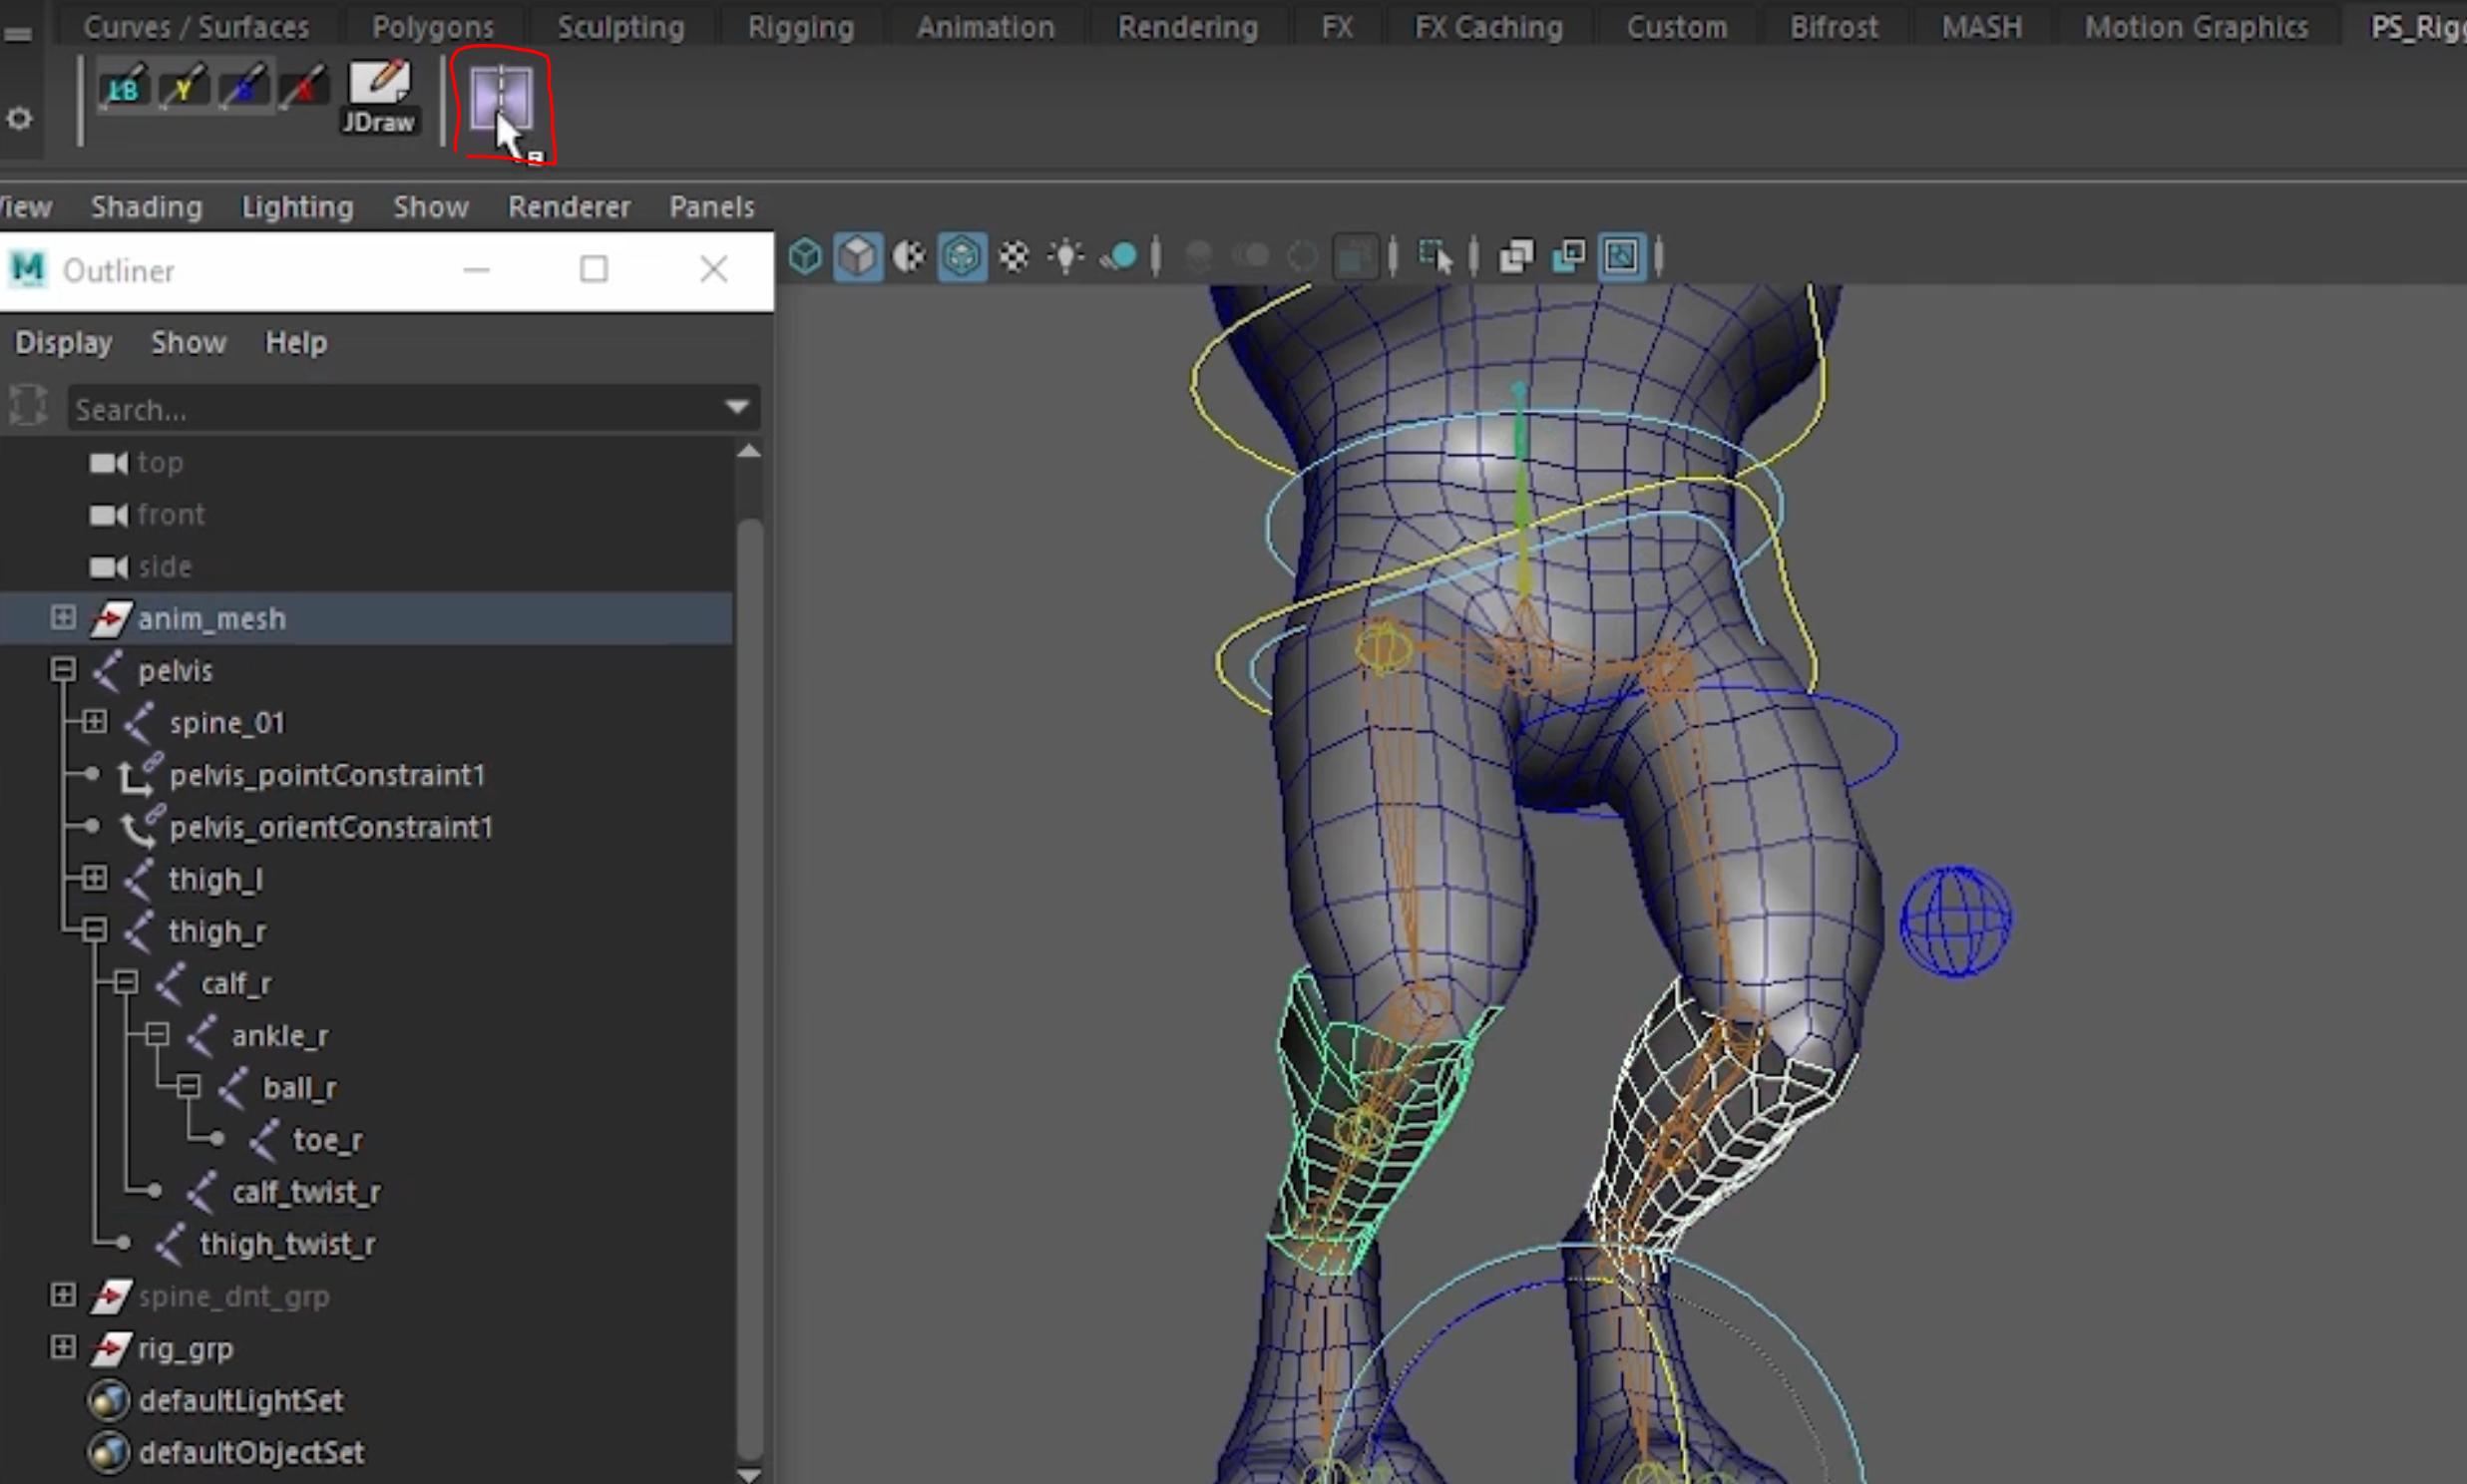 Curves / Surfaces Polygons Sculpting Rigging Animation Rendering FX FX Caching Custom Bifrost MASH Motion Graphics PS_Rigg
LB Y
JDraw
View Shading Lighting Show Renderer Panels
M Outliner
Display Show Help
Search...
top
front
side
anim_mesh
pelvis
spine_01
pelvis_pointConstraint1
pelvis_orientConstraint1
thigh_l
thigh_r
calf_r
ankle_r
ball_r
toe_r
calf_twist_r
thigh_twist_r
spine_dnt_grp
rig_grp
defaultLightSet
defaultObjectSet